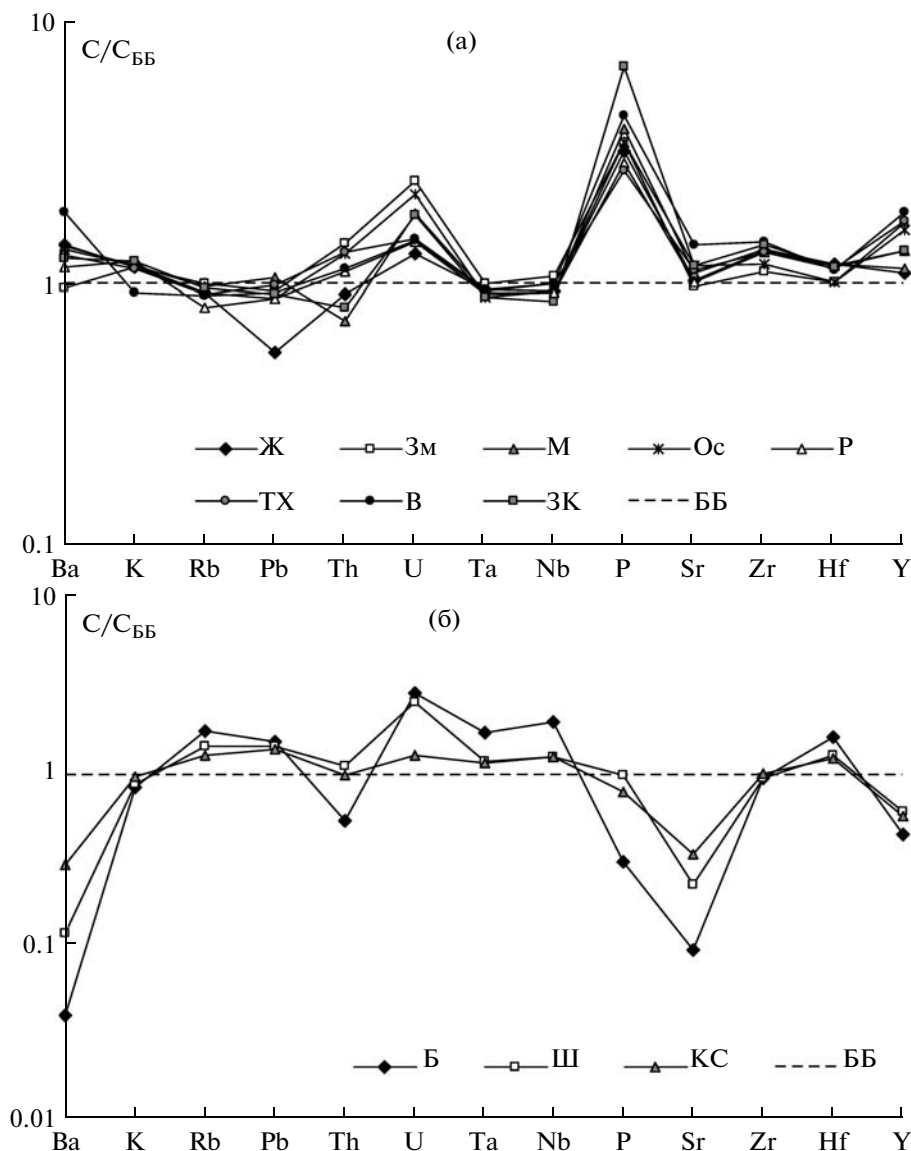 10
C/C_ББ
(а)
1
Ж Зм М Ос Р
ТХ В ЗК ББ
0.1
Ba K Rb Pb Th U Ta Nb P Sr Zr Hf Y
10
C/C_ББ
(б)
1
0.1
Б Ш КС ББ
0.01
Ba K Rb Pb Th U Ta Nb P Sr Zr Hf Y